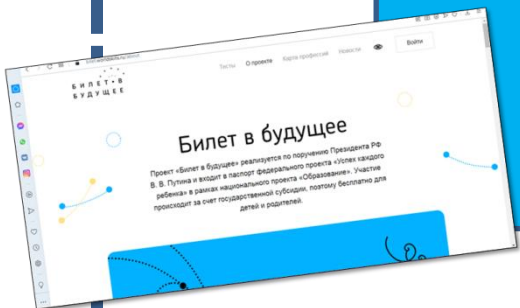 Тесты О проекте Карта профессий Новости Войти
БИЛЕТ•В
БУДУЩЕЕ
Билет в будущее
Проект «Билет в будущее» реализуется по поручению Президента РФ
В. В. Путина и входит в паспорт федерального проекта «Успех каждого
ребенка» в рамках национального проекта «Образование». Участие
происходит за счет государственной субсидии, поэтому бесплатно для
детей и родителей.